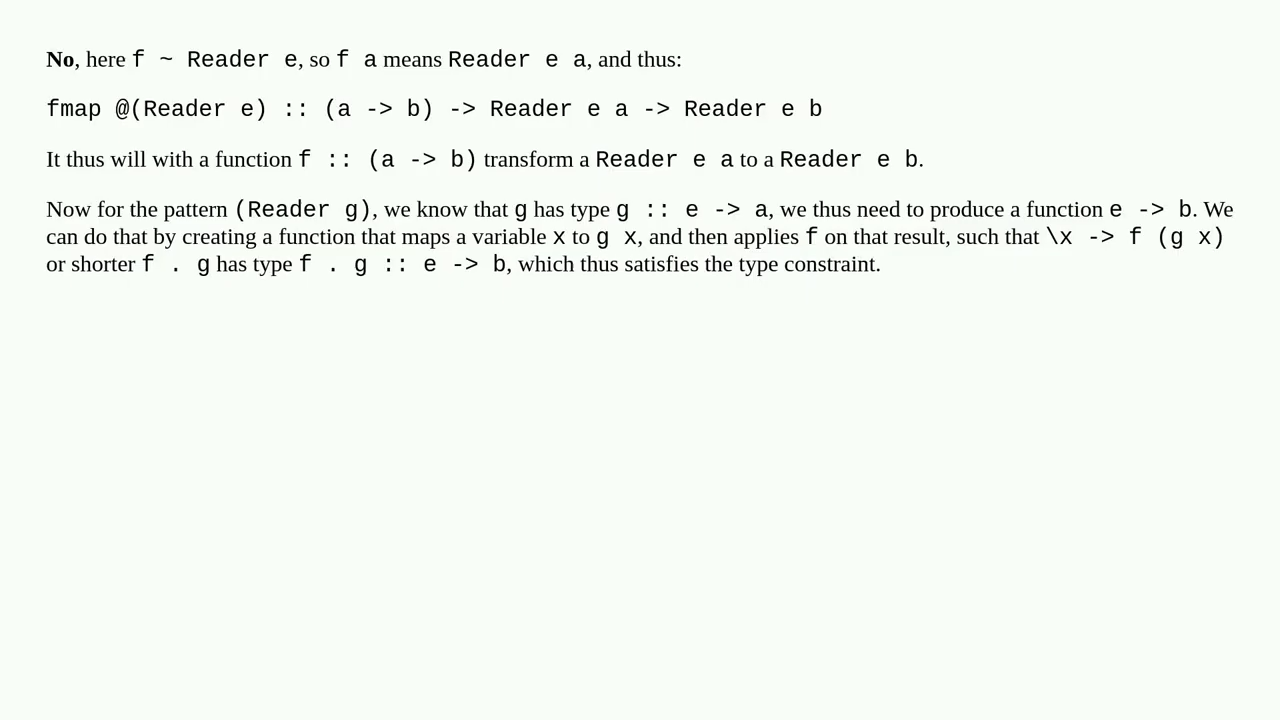 No, here f ~ Reader e, so f a means Reader e a, and thus:
fmap @(Reader e) :: (a -> b) -> Reader e a -> Reader e b
It thus will with a function f :: (a -> b) transform a Reader e a to a Reader e b.
Now for the pattern (Reader g), we know that g has type g :: e -> a, we thus need to produce a function e -> b. We
can do that by creating a function that maps a variable x to g x, and then applies f on that result, such that \x -> f (g x)
or shorter f . g has type f . g :: e -> b, which thus satisfies the type constraint.